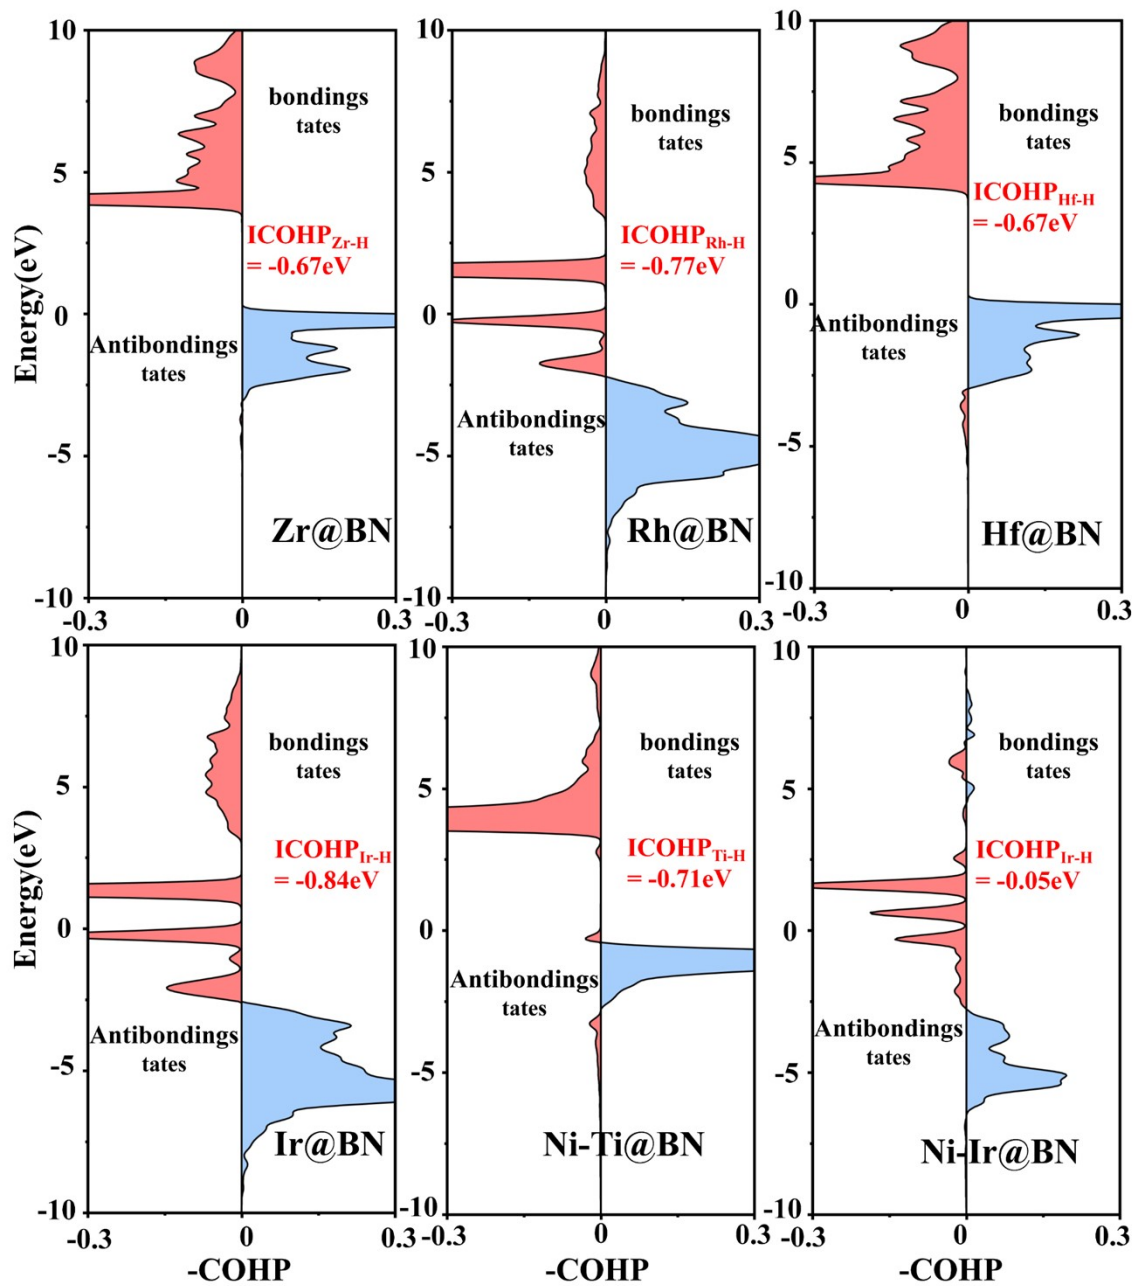 10
5
0
-5
-10
Energy(eV)
bondings
tates
ICOHPZr-H
= -0.67eV
Antibondings
tates
Zr@BN
-0.3
0
0.3
10
5
0
-5
-10
bondings
tates
ICOHPRh-H
= -0.77eV
Antibondings
tates
Rh@BN
-0.3
0
0.3
10
5
0
-5
-10
bondings
tates
ICOHPHf-H
= -0.67eV
Antibondings
tates
Hf@BN
-0.3
0
0.3
10
5
0
-5
-10
Energy(eV)
bondings
tates
ICOHPIr-H
= -0.84eV
Antibondings
tates
Ir@BN
-0.3
0
0.3
-COHP
10
5
0
-5
-10
bondings
tates
ICOHPTi-H
= -0.71eV
Antibondings
tates
Ni-Ti@BN
-0.3
0
0.3
-COHP
10
5
0
-5
-10
bondings
tates
ICOHPIr-H
= -0.05eV
Antibondings
tates
Ni-Ir@BN
-0.3
0
0.3
-COHP